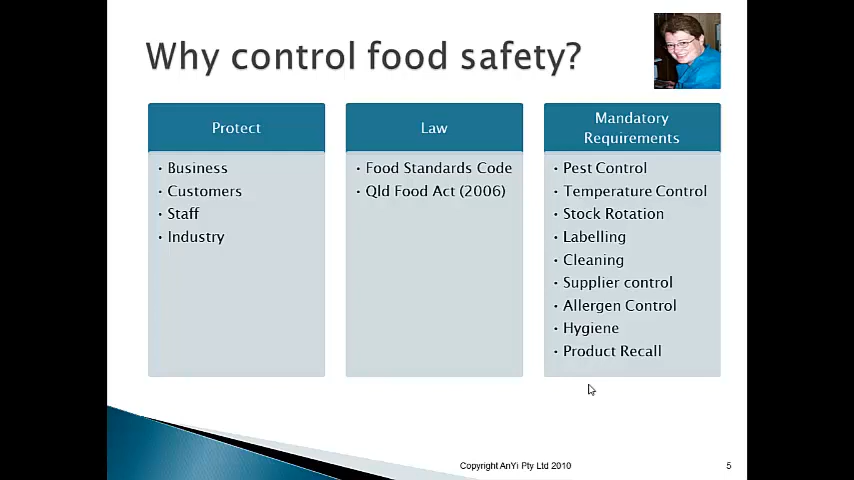 Why control food safety?
Protect
• Business
• Customers
• Staff
• Industry
Law
• Food Standards Code
• Qld Food Act (2006)
Mandatory
Requirements
• Pest Control
• Temperature Control
• Stock Rotation
• Labelling
• Cleaning
• Supplier control
• Allergen Control
• Hygiene
• Product Recall
Copyright AnYi Pty Ltd 2010
5